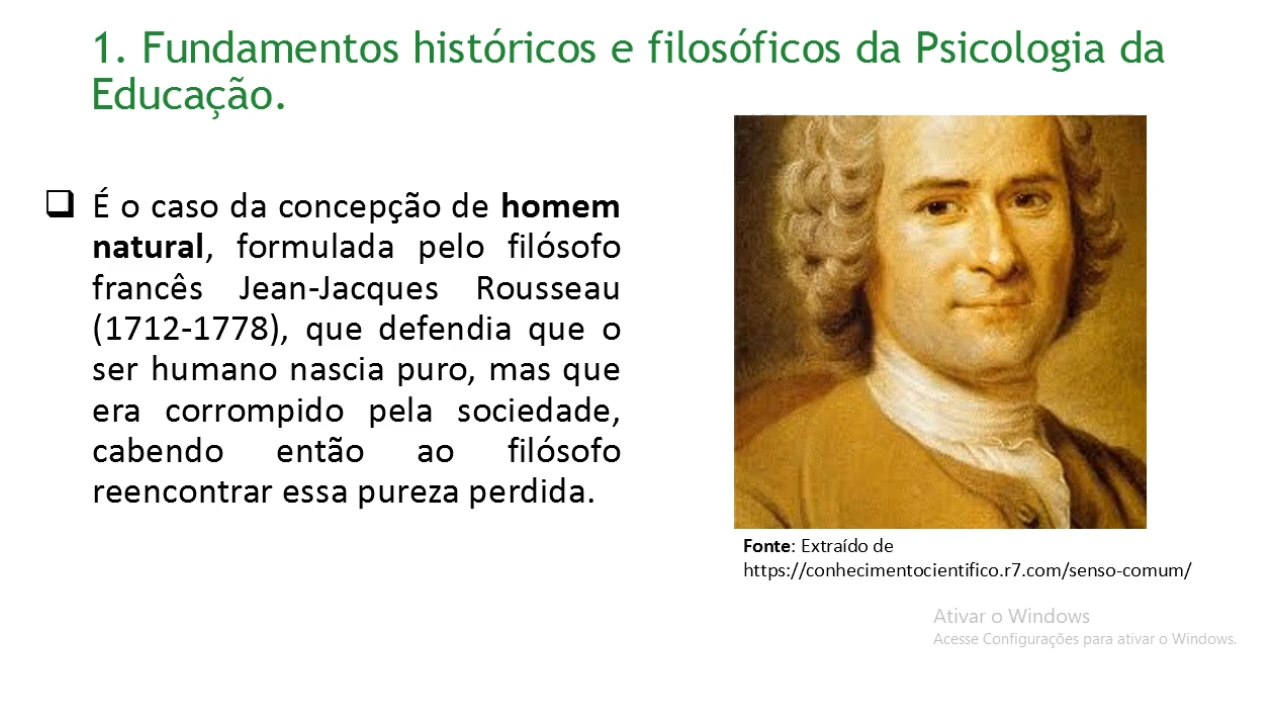 1. Fundamentos históricos e filosóficos da Psicologia da
Educação.
É o caso da concepção de homem
natural, formulada pelo filósofo
francês Jean-Jacques Rousseau
(1712-1778), que defendia que o
ser humano nascia puro, mas que
era corrompido pela sociedade,
cabendo então ao filósofo
reencontrar essa pureza perdida.
Fonte: Extraído de
https://conhecimentocientifico.r7.com/senso-comum/
Ativar o Windows
Acesse Configurações para ativar o Windows.